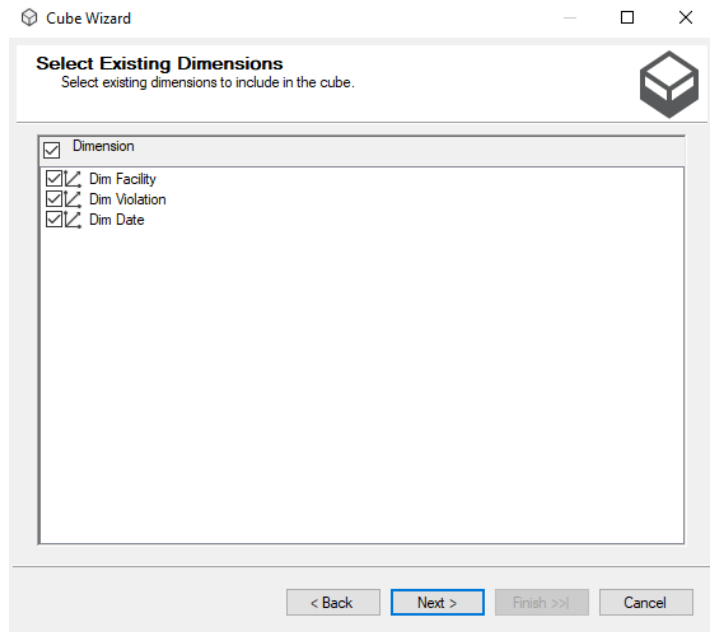 Cube Wizard
Select Existing Dimensions
Select existing dimensions to include in the cube.
Dimension
Dim Facility
Dim Violation
Dim Date
< Back Next > Finish >>| Cancel